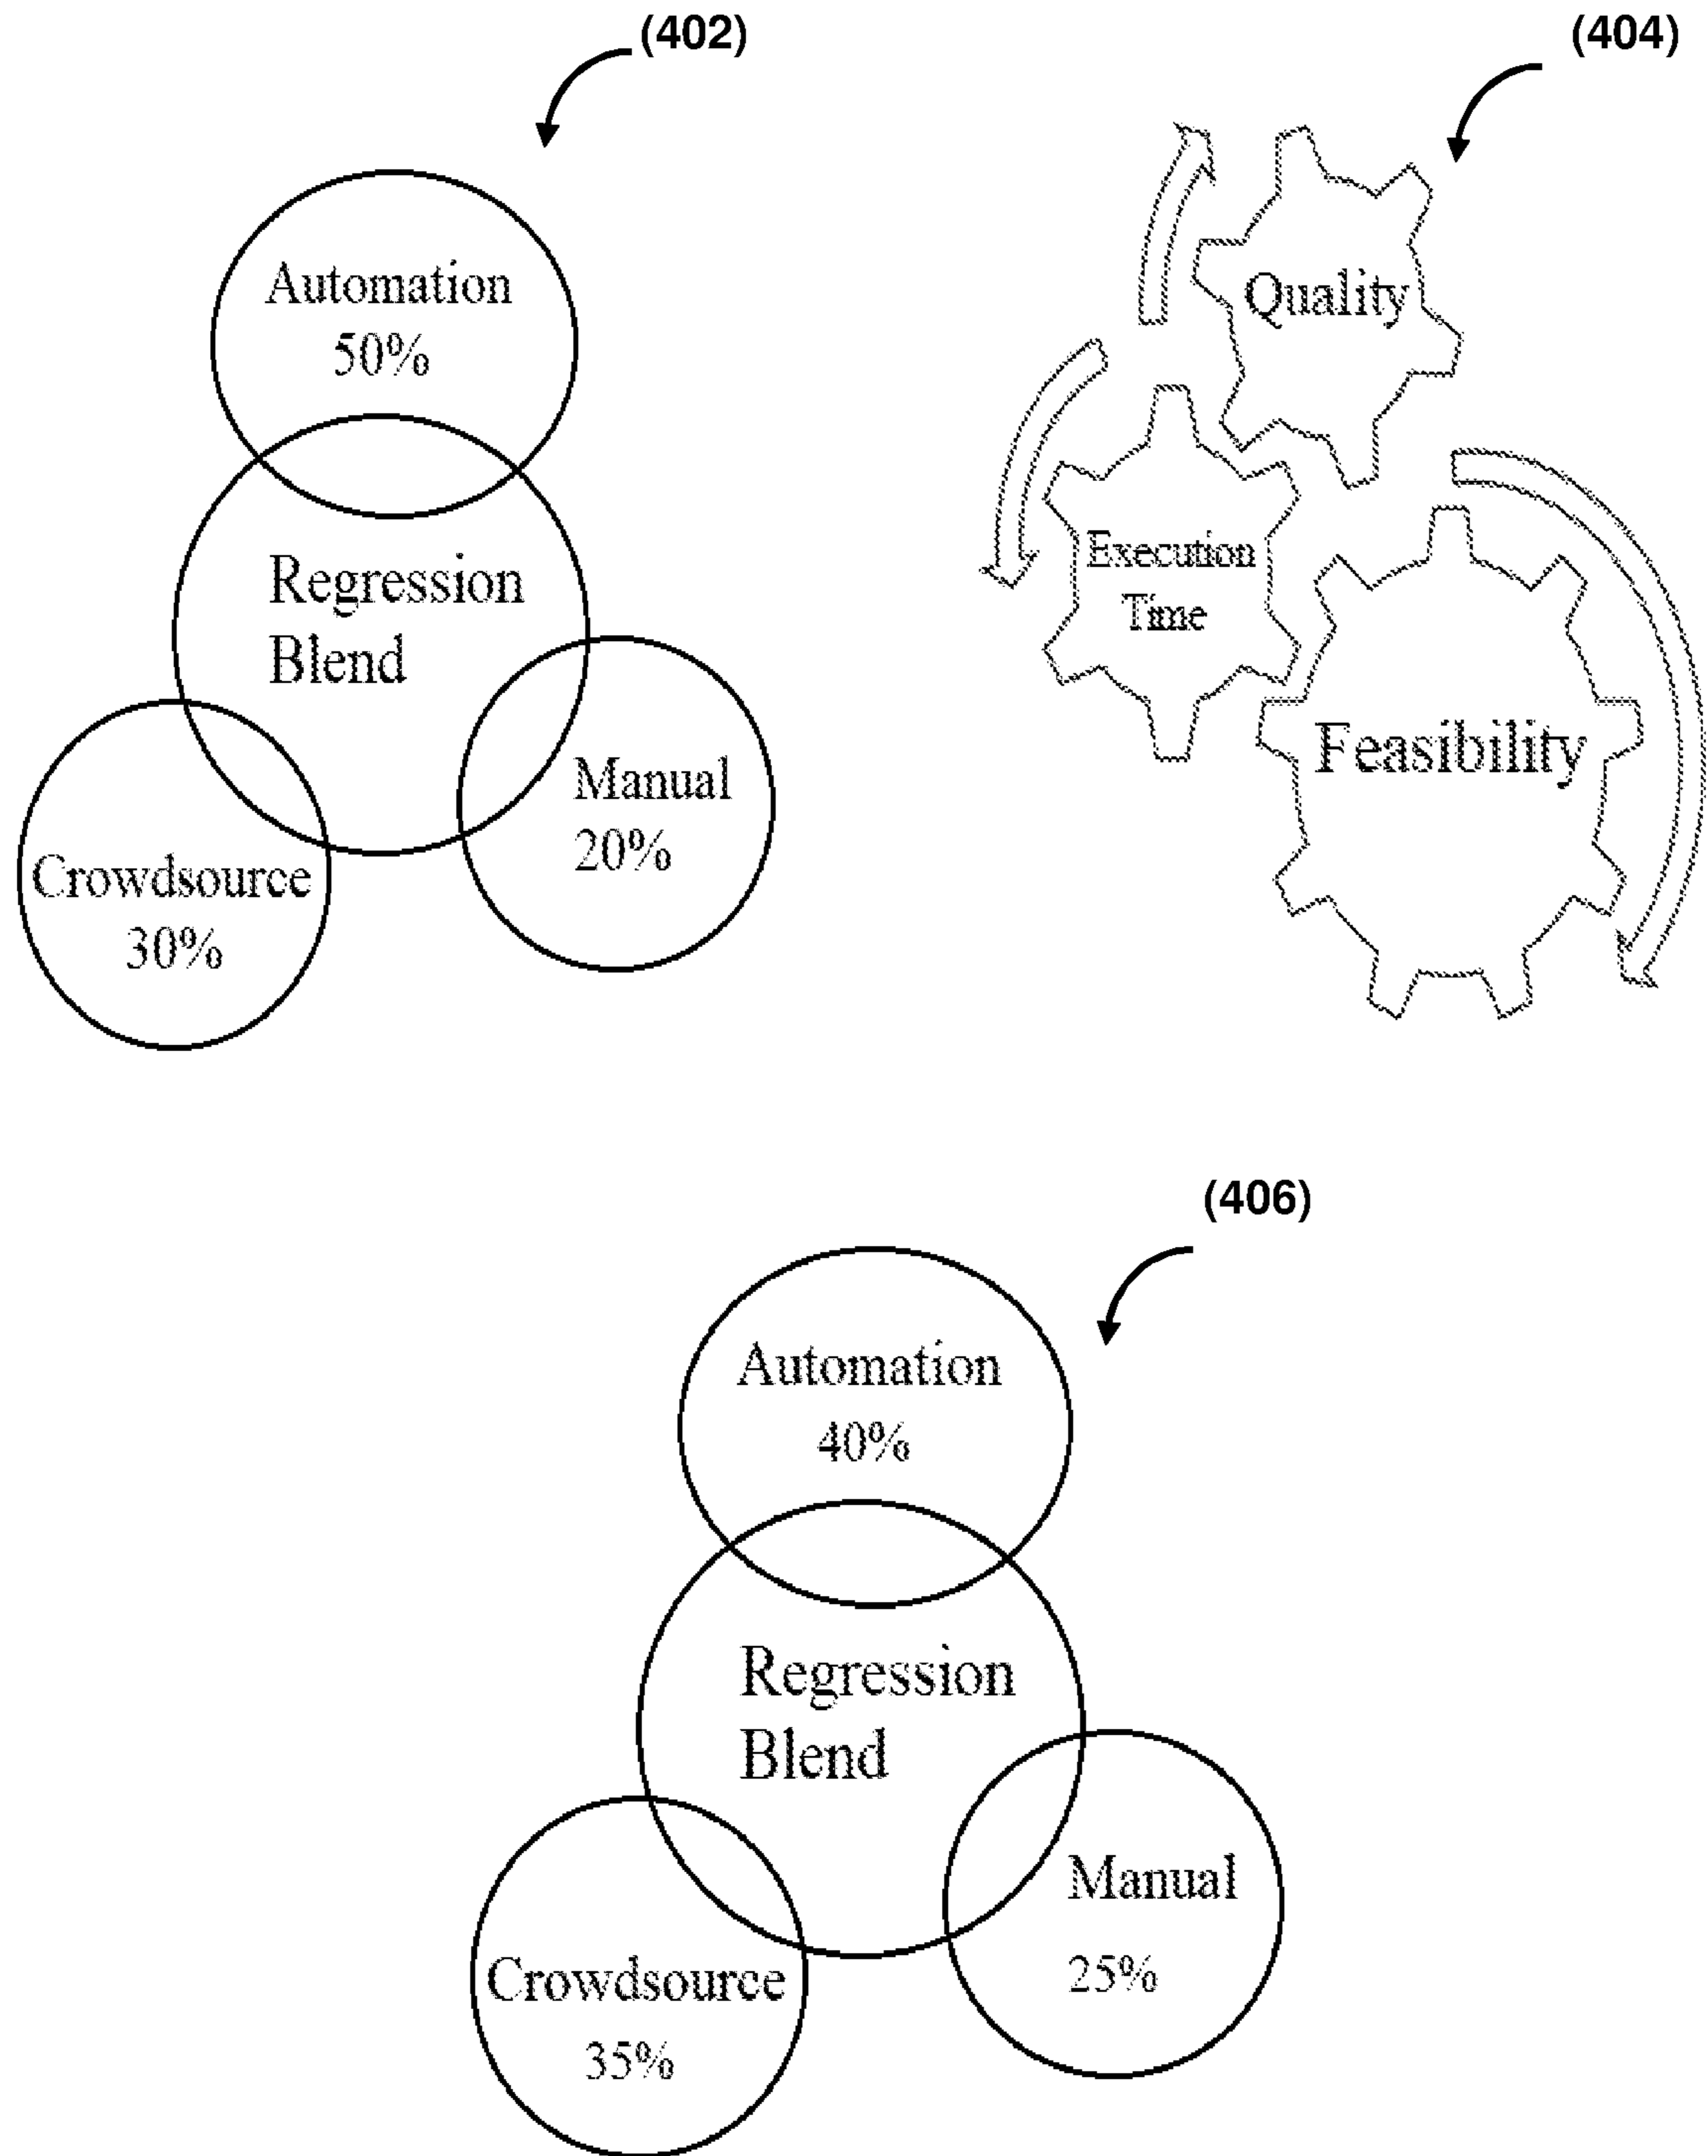 (402)
Automation
50%
Regression
Blend
Manual
20%
Crowdsource
30%
(404)
Quality
Execution
Time
Feasibility
(406)
Automation
40%
Regression
Blend
Manual
25%
Crowdsource
35%